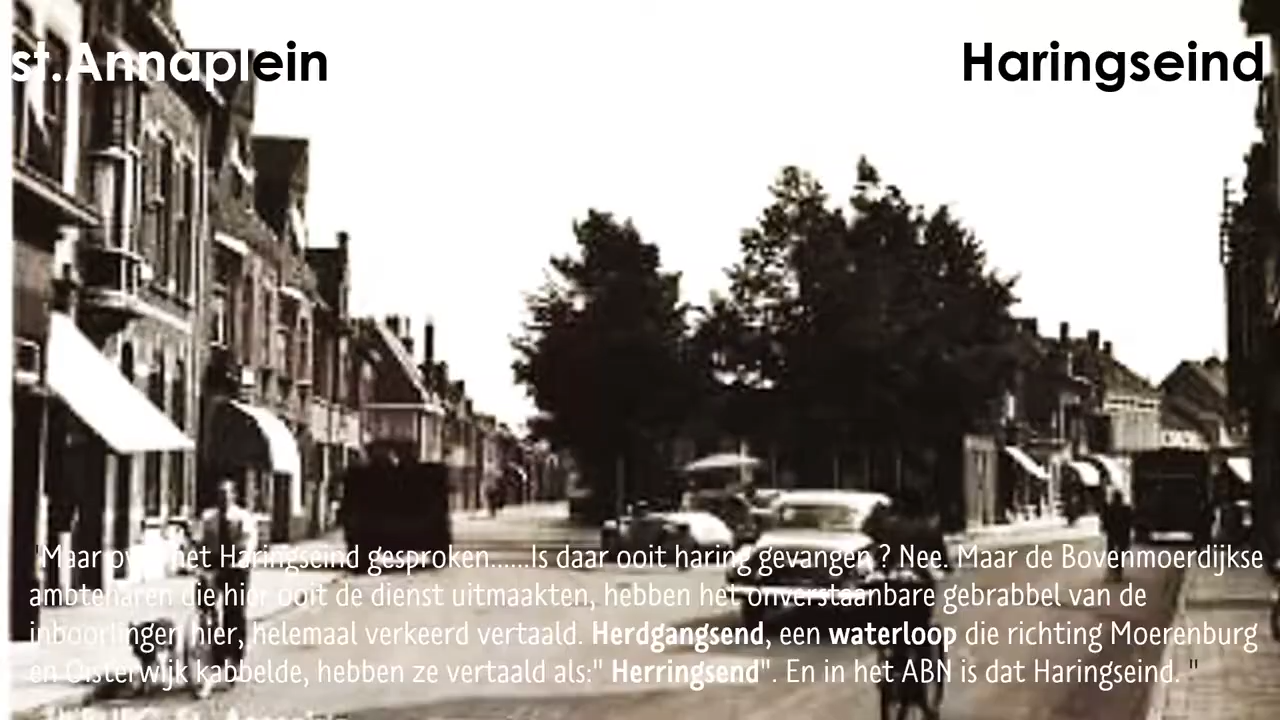 st.Annaplein
Haringseind
"Maar over het Haringseind gesproken......Is daar ooit haring gevangen ? Nee. Maar de Bovenmoerdijkse
ambtenaren die hier ooit de dienst uitmaakten, hebben het onverstaanbare gebrabbel van de
inboorlingen hier, helemaal verkeerd vertaald. Herdgangsend, een waterloop die richting Moerenburg
en Oisterwijk kabbelde, hebben ze vertaald als:" Herringsend". En in het ABN is dat Haringseind. "